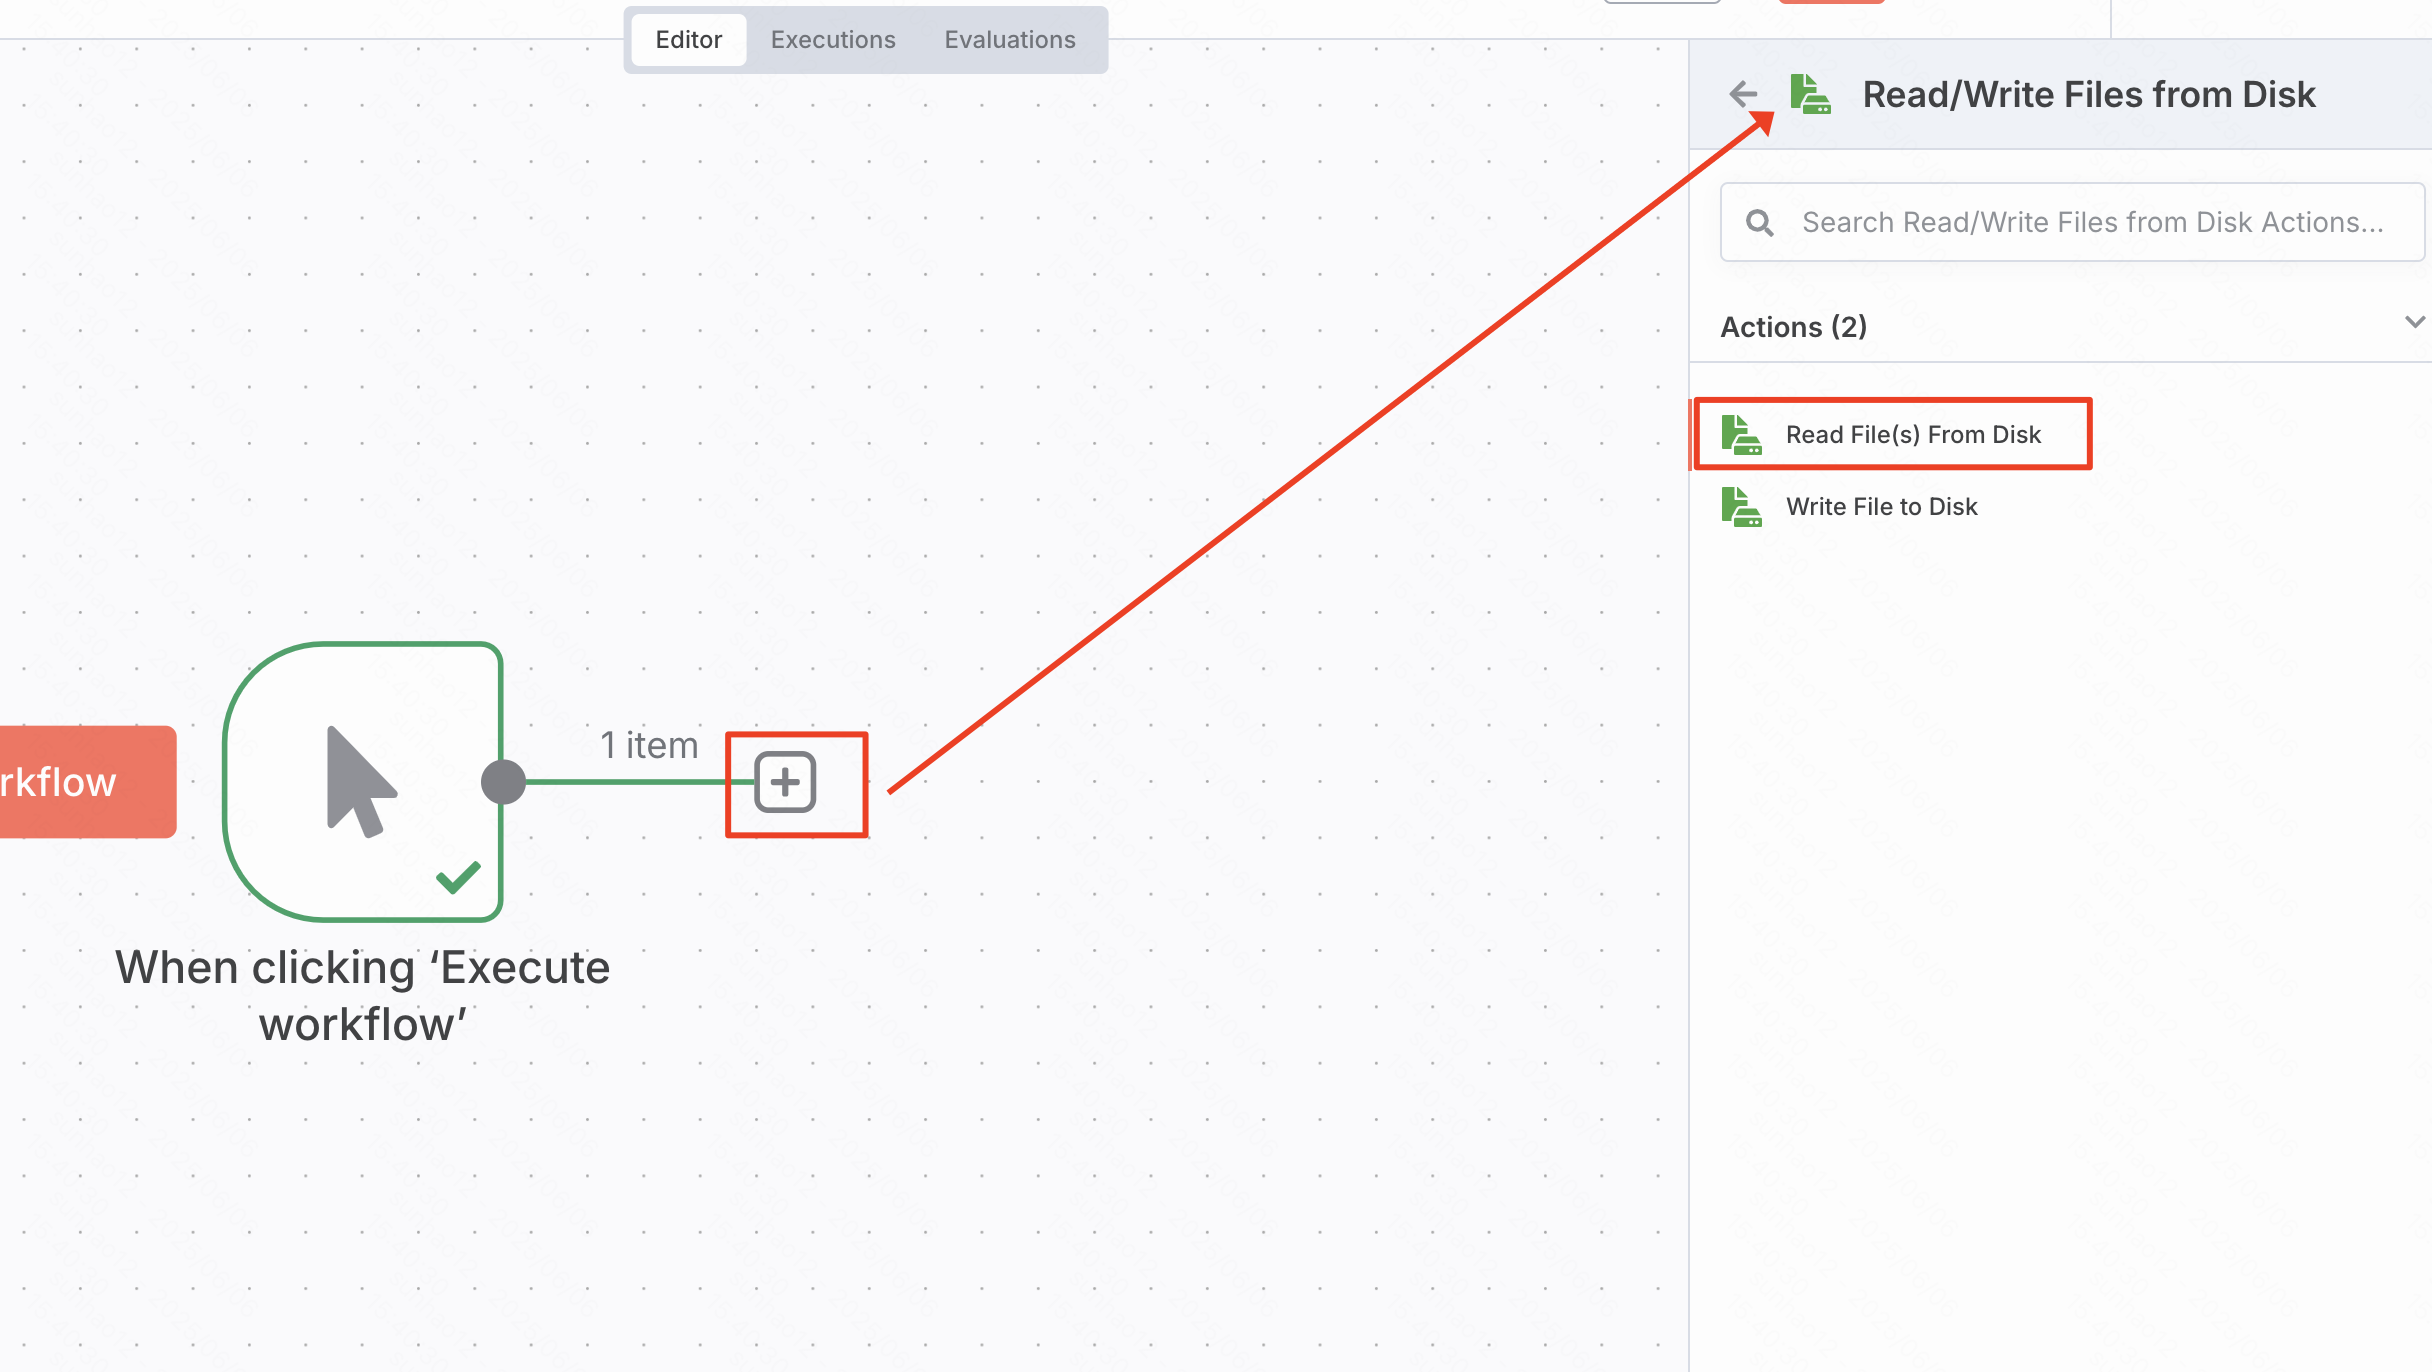 Editor
Executions
Evaluations
Read/Write Files from Disk
Search Read/Write Files from Disk Actions...
Actions (2)
Read File(s) From Disk
Write File to Disk
rkflow
1 item
When clicking ‘Execute
workflow’